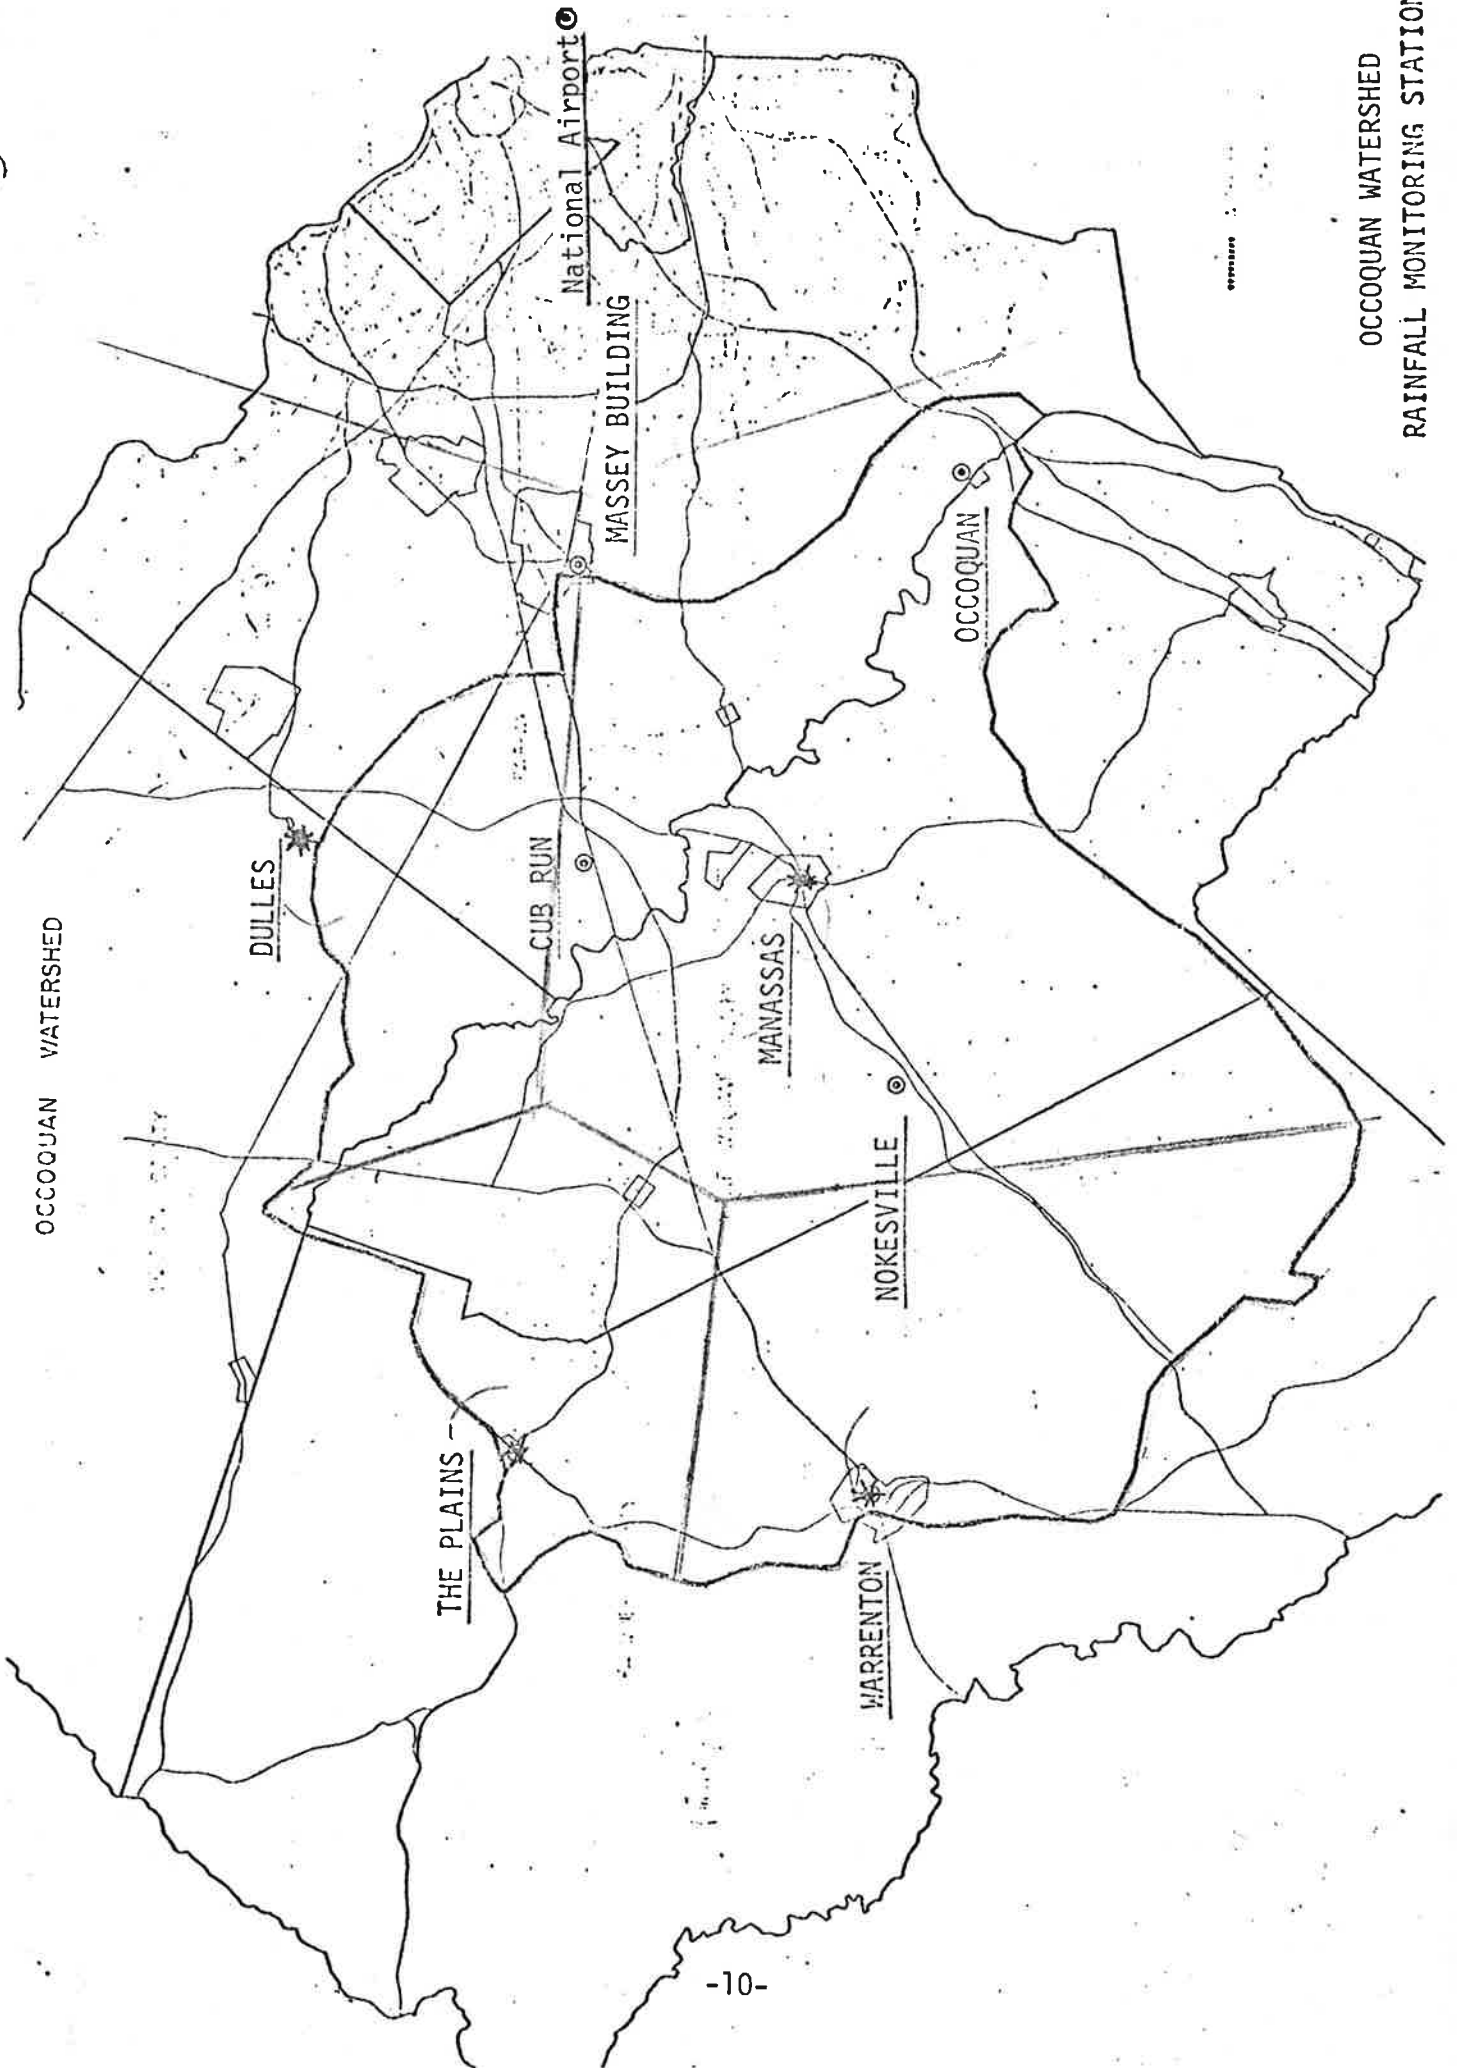 OCCOQUAN WATERSHED
DULLES
THE PLAINS
CUB RUN
National Airport
MASSEY BUILDING
MANASSAS
WARRENTON
NOKESVILLE
OCCOQUAN
OCCOQUAN WATERSHED
RAINFALL MONITORING STATION
-10-